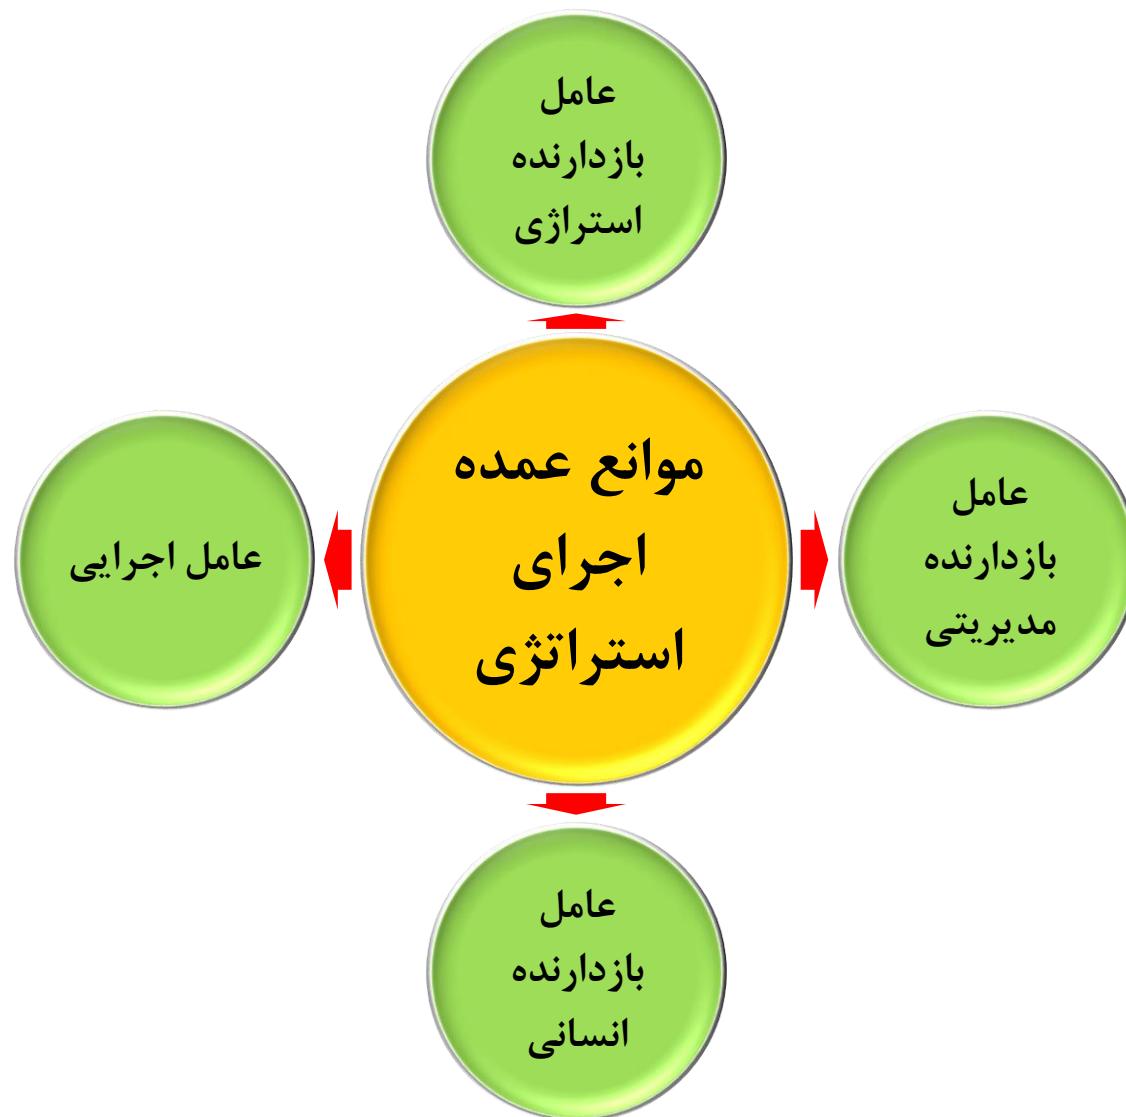 عامل
بازدارنده
استراژی
موانع عمده
اجرای
استراتژی
عامل
بازدارنده
مدیریتی
عامل اجرایی
عامل
بازدارنده
انسانی